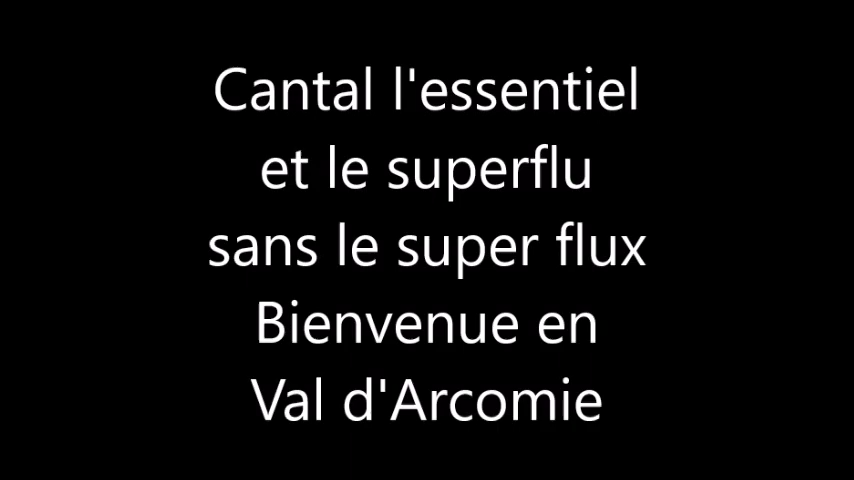 Cantal l'essentiel
et le superflu
sans le super flux
Bienvenue en
Val d'Arcomie